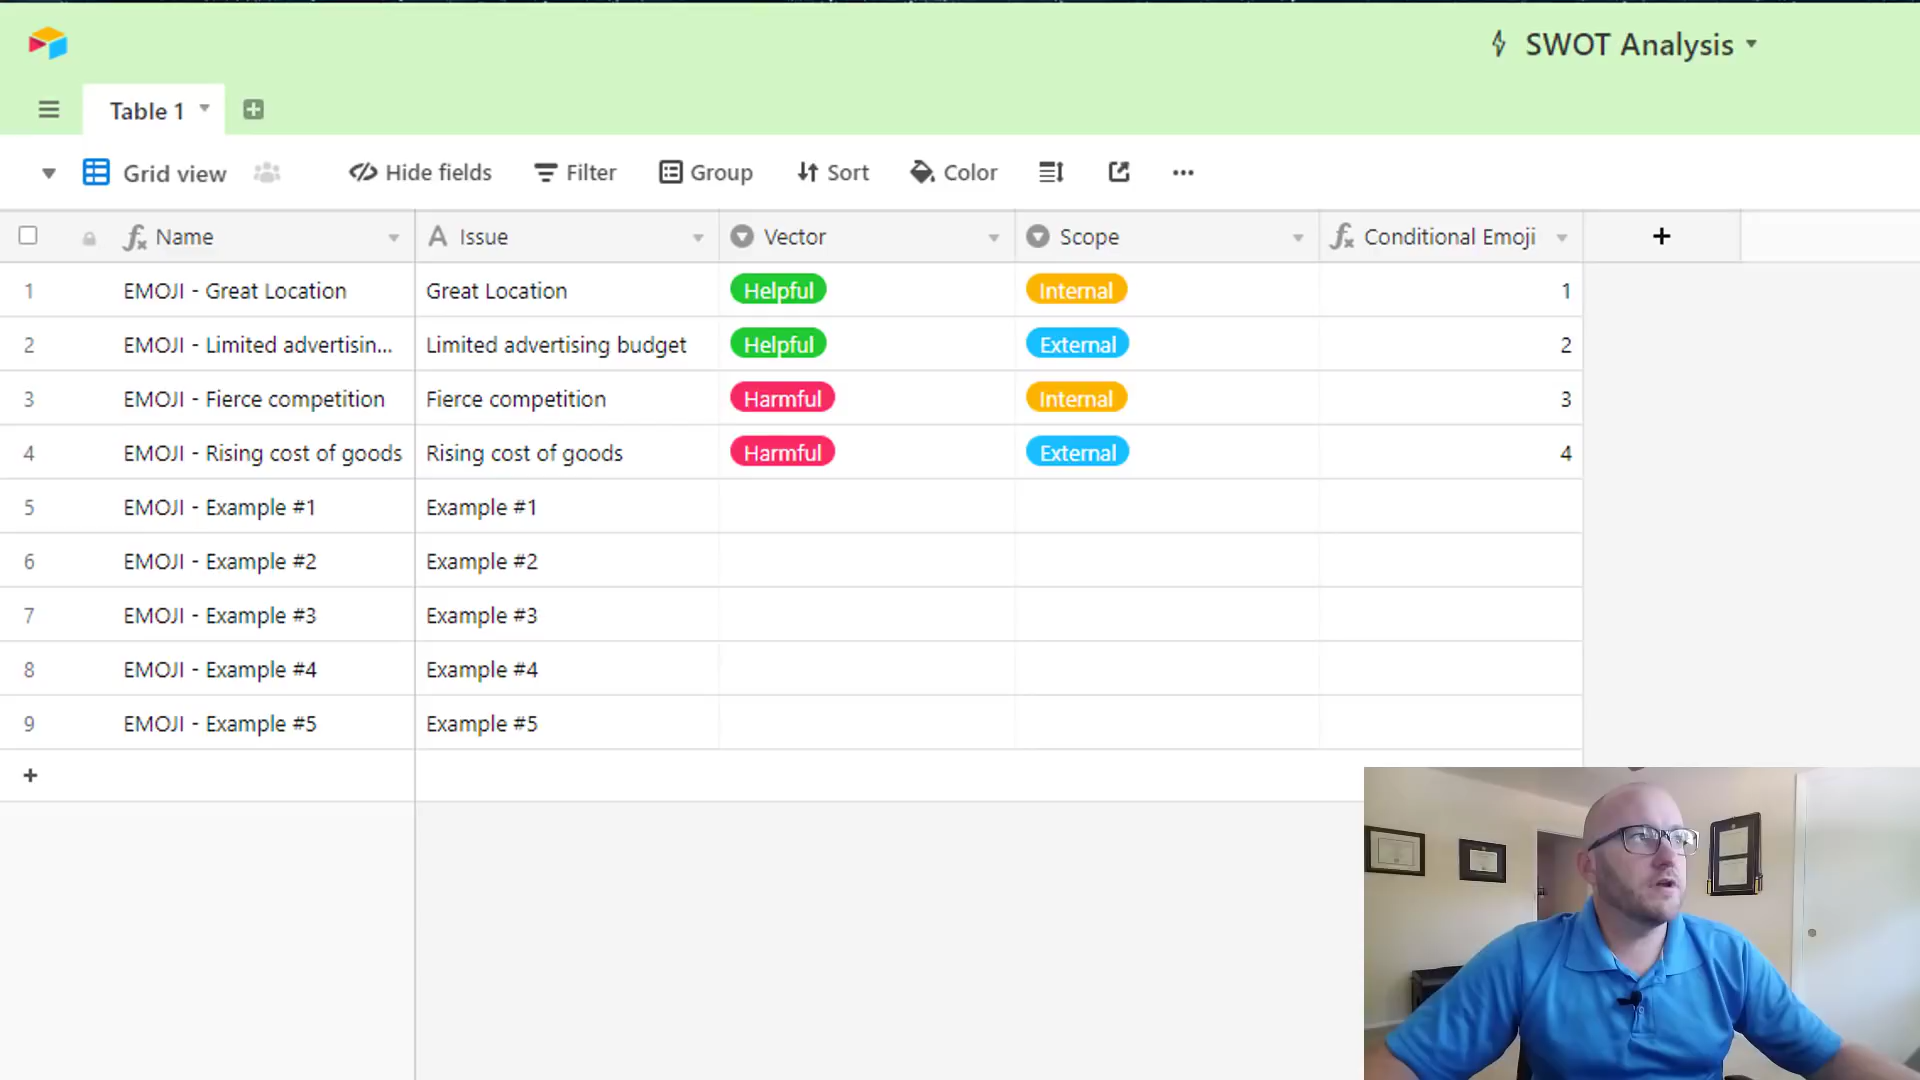 SWOT Analysis
Table 1
Grid view Hide fields Filter Group Sort Color
Name Issue Vector Scope Conditional Emoji
1 EMOJI - Great Location Great Location Helpful Internal 1
2 EMOJI - Limited advertisin... Limited advertising budget Helpful External 2
3 EMOJI - Fierce competition Fierce competition Harmful Internal 3
4 EMOJI - Rising cost of goods Rising cost of goods Harmful External 4
5 EMOJI - Example #1 Example #1
6 EMOJI - Example #2 Example #2
7 EMOJI - Example #3 Example #3
8 EMOJI - Example #4 Example #4
9 EMOJI - Example #5 Example #5